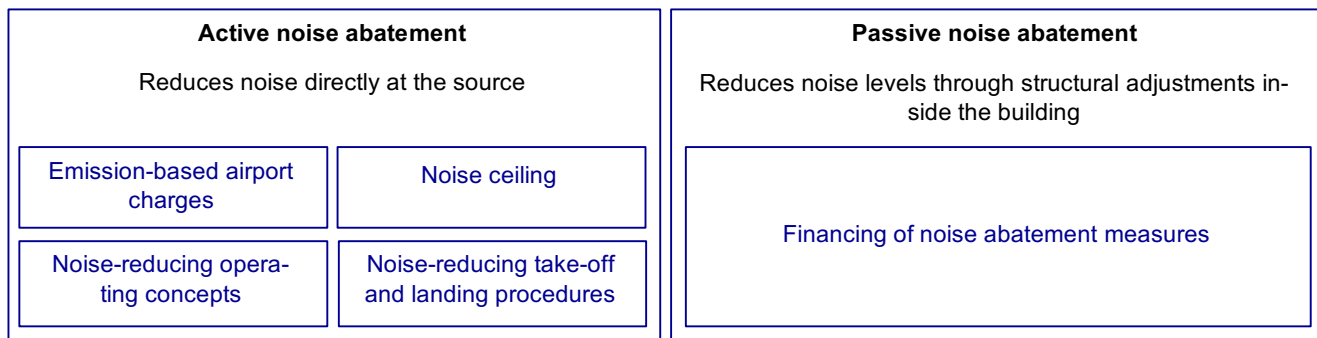 Active noise abatement
Reduces noise directly at the source
Emission-based airport
charges
Noise ceiling
Noise-reducing opera-
ting concepts
Noise-reducing take-off
and landing procedures
Passive noise abatement
Reduces noise levels through structural adjustments in-
side the building
Financing of noise abatement measures